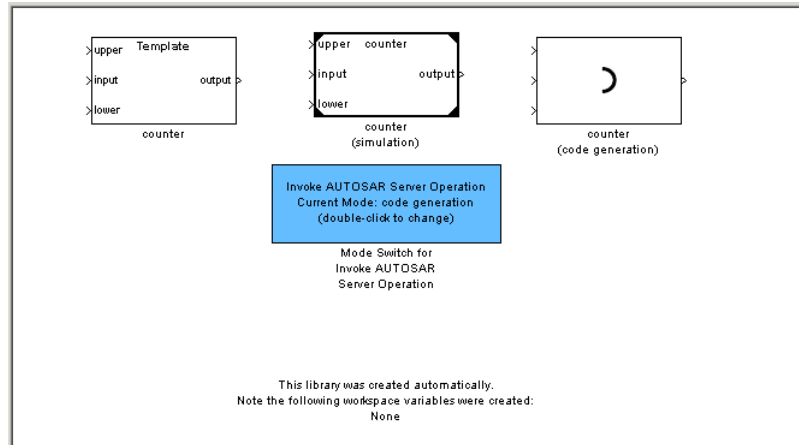 Template
upper
input
output
lower
counter
upper counter
input
output
lower
counter
(simulation)
counter
(code generation)
Invoke AUTOSAR Server Operation
Current Mode: code generation
(double-click to change)
Mode Switch for
Invoke AUTOSAR
Server Operation
This library was created automatically.
Note the following workspace variables were created:
None